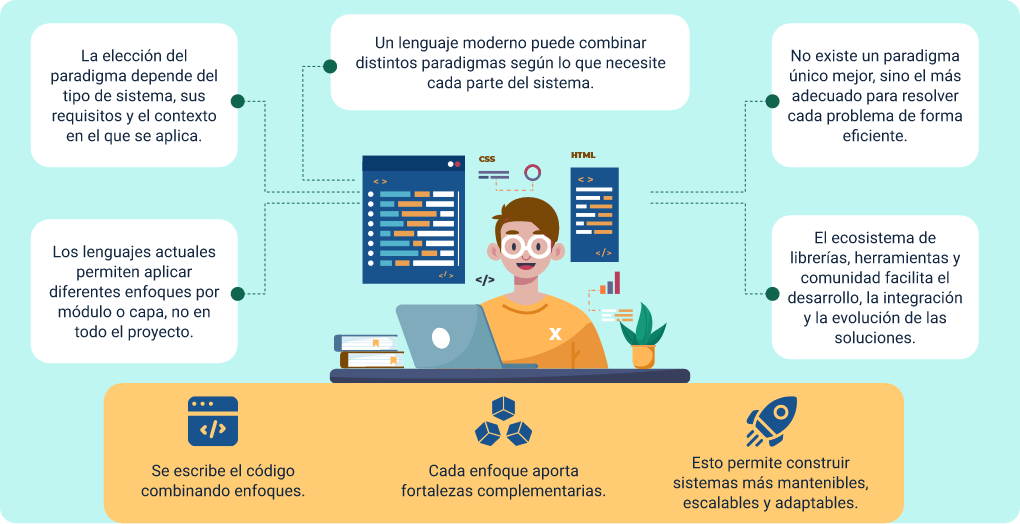 La elección del
paradigma depende del
tipo de sistema, sus
requisitos y el contexto
en el que se aplica.
Un lenguaje moderno puede combinar
distintos paradigmas según lo que necesite
cada parte del sistema.
No existe un paradigma
único mejor, sino el más
adecuado para resolver
cada problema de forma
eficiente.
CSS
HTML
< >
< >
</>
</>
</>
X
Los lenguajes actuales
permiten aplicar
diferentes enfoques por
módulo o capa, no en
todo el proyecto.
El ecosistema de
librerías, herramientas y
comunidad facilita el
desarrollo, la integración
y la evolución de las
soluciones.
</>
Se escribe el código
combinando enfoques.
Cada enfoque aporta
fortalezas complementarias.
Esto permite construir
sistemas más mantenibles,
escalables y adaptables.